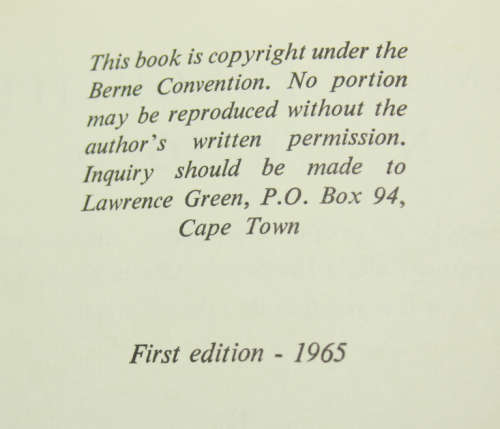 This book is copyright under the
Berne Convention. No portion
may be reproduced without the
author's written permission.
Inquiry should be made to
Lawrence Green, P.O. Box 94,
Cape Town
First edition - 1965